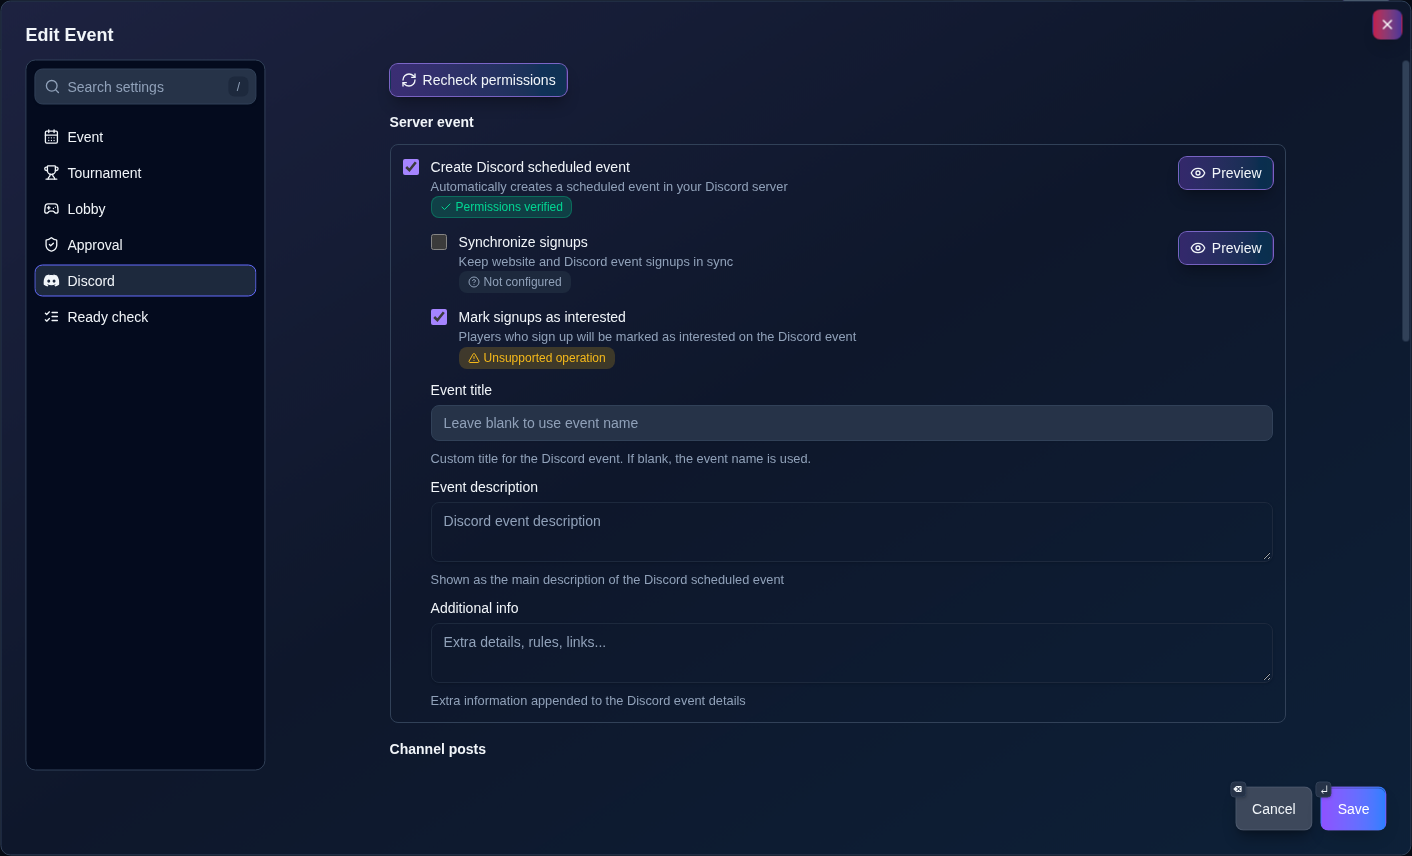 Edit Event
Search settings /
Event
Tournament
Lobby
Approval
Discord
Ready check
Recheck permissions
Server event
Create Discord scheduled event
Automatically creates a scheduled event in your Discord server
Permissions verified
Preview
Synchronize signups
Keep website and Discord event signups in sync
Not configured
Preview
Mark signups as interested
Players who sign up will be marked as interested on the Discord event
Unsupported operation
Event title
Leave blank to use event name
Custom title for the Discord event. If blank, the event name is used.
Event description
Discord event description
Shown as the main description of the Discord scheduled event
Additional info
Extra details, rules, links...
Extra information appended to the Discord event details
Channel posts
Cancel
Save